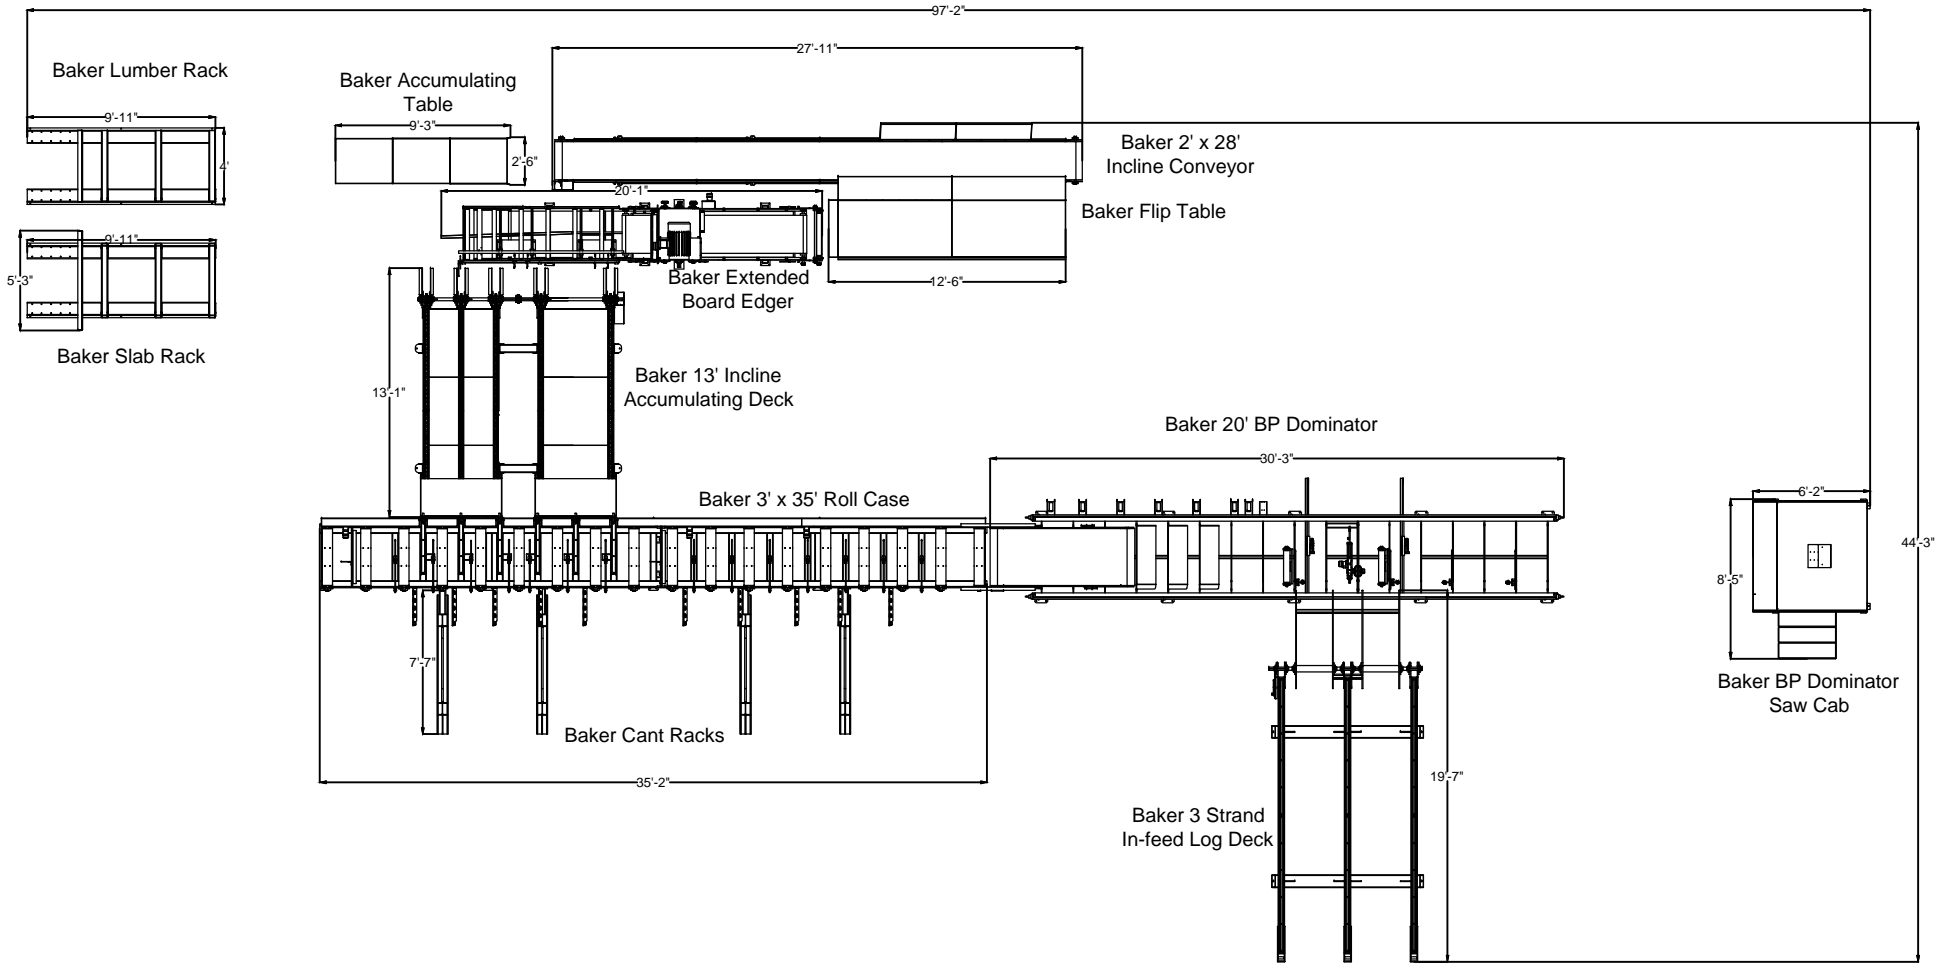 97'-2"
27'-11"
Baker Lumber Rack
Baker Accumulating
Table
9'-11"
9'-3"
4'
2'-6"
Baker 2' x 28'
Incline Conveyor
20'-1"
Baker Flip Table
9'-11"
5'-3"
Baker Extended
Board Edger
12'-6"
Baker Slab Rack
13'-1"
Baker 13' Incline
Accumulating Deck
Baker 20' BP Dominator
30'-3"
Baker 3' x 35' Roll Case
6'-2"
44'-3"
8'-5"
7'-7"
Baker BP Dominator
Saw Cab
Baker Cant Racks
35'-2"
19'-7"
Baker 3 Strand
In-feed Log Deck